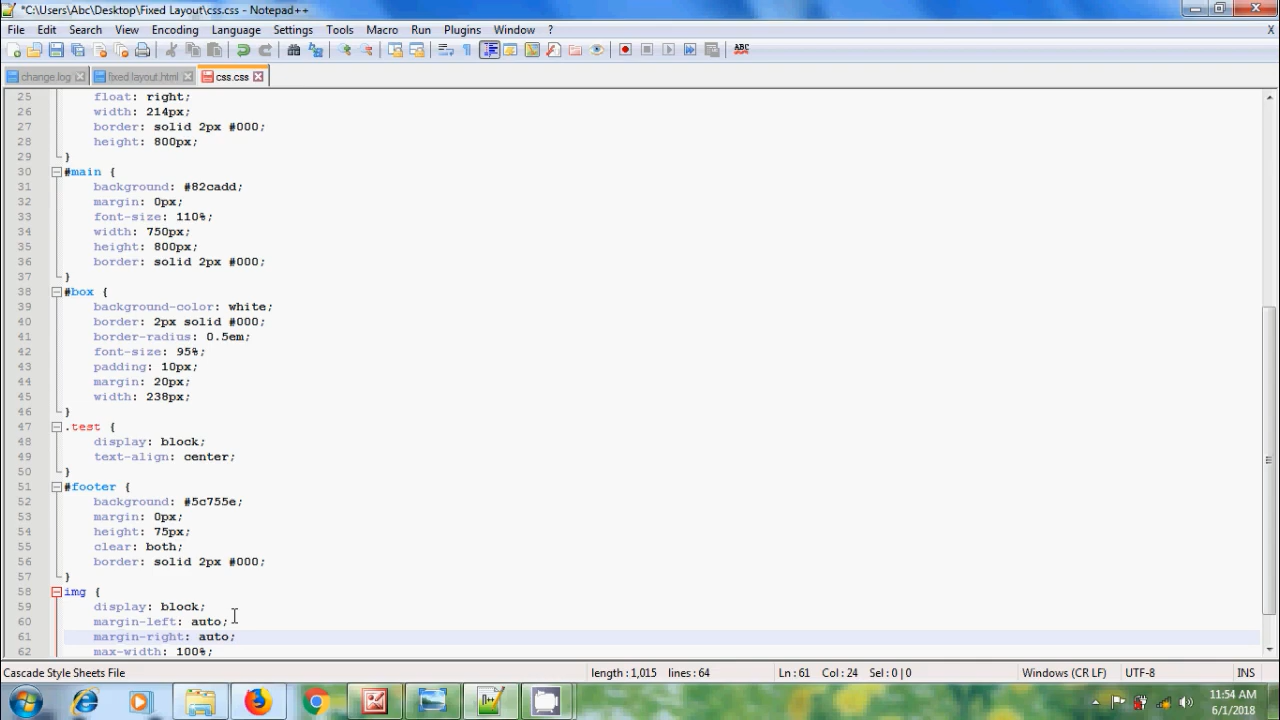 *C:\Users\Abc\Desktop\Fixed Layout\css.css - Notepad++
File Edit Search View Encoding Language Settings Tools Macro Run Plugins Window ? X
ABC
change.log fixed layout.html css.css
25 float: right;
26 width: 214px;
27 border: solid 2px #000;
28 height: 800px;
29 }
30 #main {
31 background: #82cadd;
32 margin: 0px;
33 font-size: 110%;
34 width: 750px;
35 height: 800px;
36 border: solid 2px #000;
37 }
38 #box {
39 background-color: white;
40 border: 2px solid #000;
41 border-radius: 0.5em;
42 font-size: 95%;
43 padding: 10px;
44 margin: 20px;
45 width: 238px;
46 }
47 .test {
48 display: block;
49 text-align: center;
50 }
51 #footer {
52 background: #5c755e;
53 margin: 0px;
54 height: 75px;
55 clear: both;
56 border: solid 2px #000;
57 }
58 img {
59 display: block;
60 margin-left: auto;
61 margin-right: auto;
62 max-width: 100%;
Cascade Style Sheets File length : 1,015 lines : 64 Ln : 61 Col : 24 Sel : 0 | 0 Windows (CR LF) UTF-8 INS
11:54 AM
6/1/2018